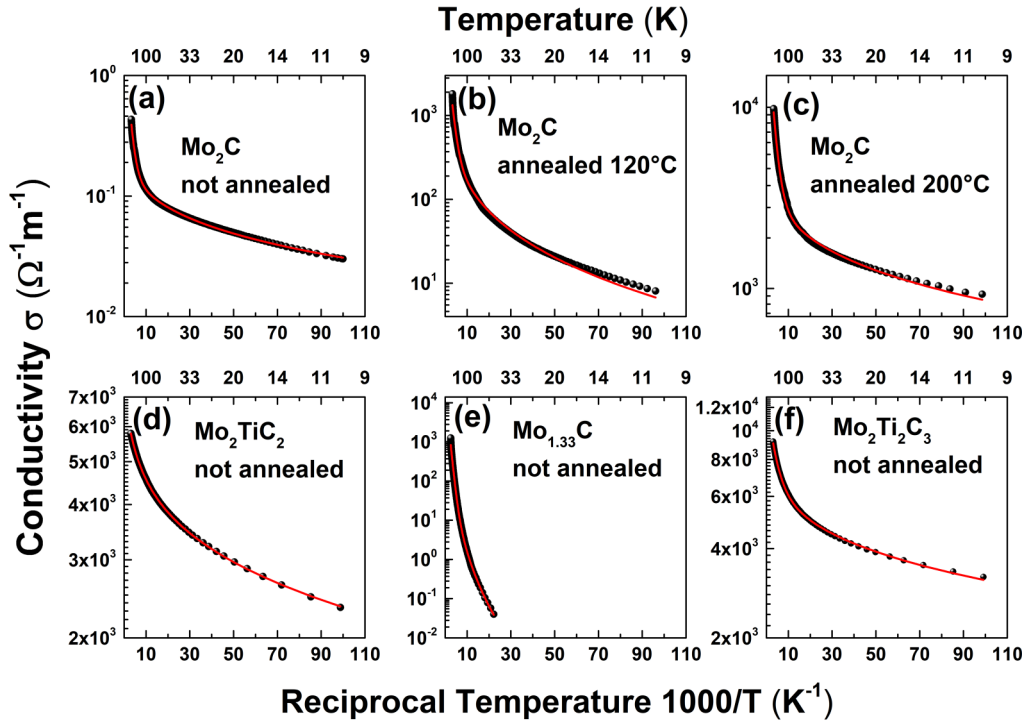 Temperature (K)
100 33 20 14 11 9
100 33 20 14 11 9
100 33 20 14 11 9
(a)
Mo₂C
not annealed
10⁰
10⁻¹
10⁻²
10 30 50 70 90 110
(b)
Mo₂C
annealed 120°C
10³
10²
10¹
10 30 50 70 90 110
(c)
Mo₂C
annealed 200°C
10⁴
10³
10 30 50 70 90 110
Conductivity σ (Ω⁻¹m⁻¹)
100 33 20 14 11 9
100 33 20 14 11 9
100 33 20 14 11 9
(d)
Mo₂TiC₂
not annealed
7x10³
6x10³
5x10³
4x10³
3x10³
2x10³
10 30 50 70 90 110
(e)
Mo₁.₃₃C
not annealed
10⁴
10³
10²
10¹
10⁰
10⁻¹
10⁻²
10 30 50 70 90 110
(f)
Mo₂Ti₂C₃
not annealed
1.2x10⁴
10⁴
8x10³
6x10³
4x10³
2x10³
10 30 50 70 90 110
Reciprocal Temperature 1000/T (K⁻¹)